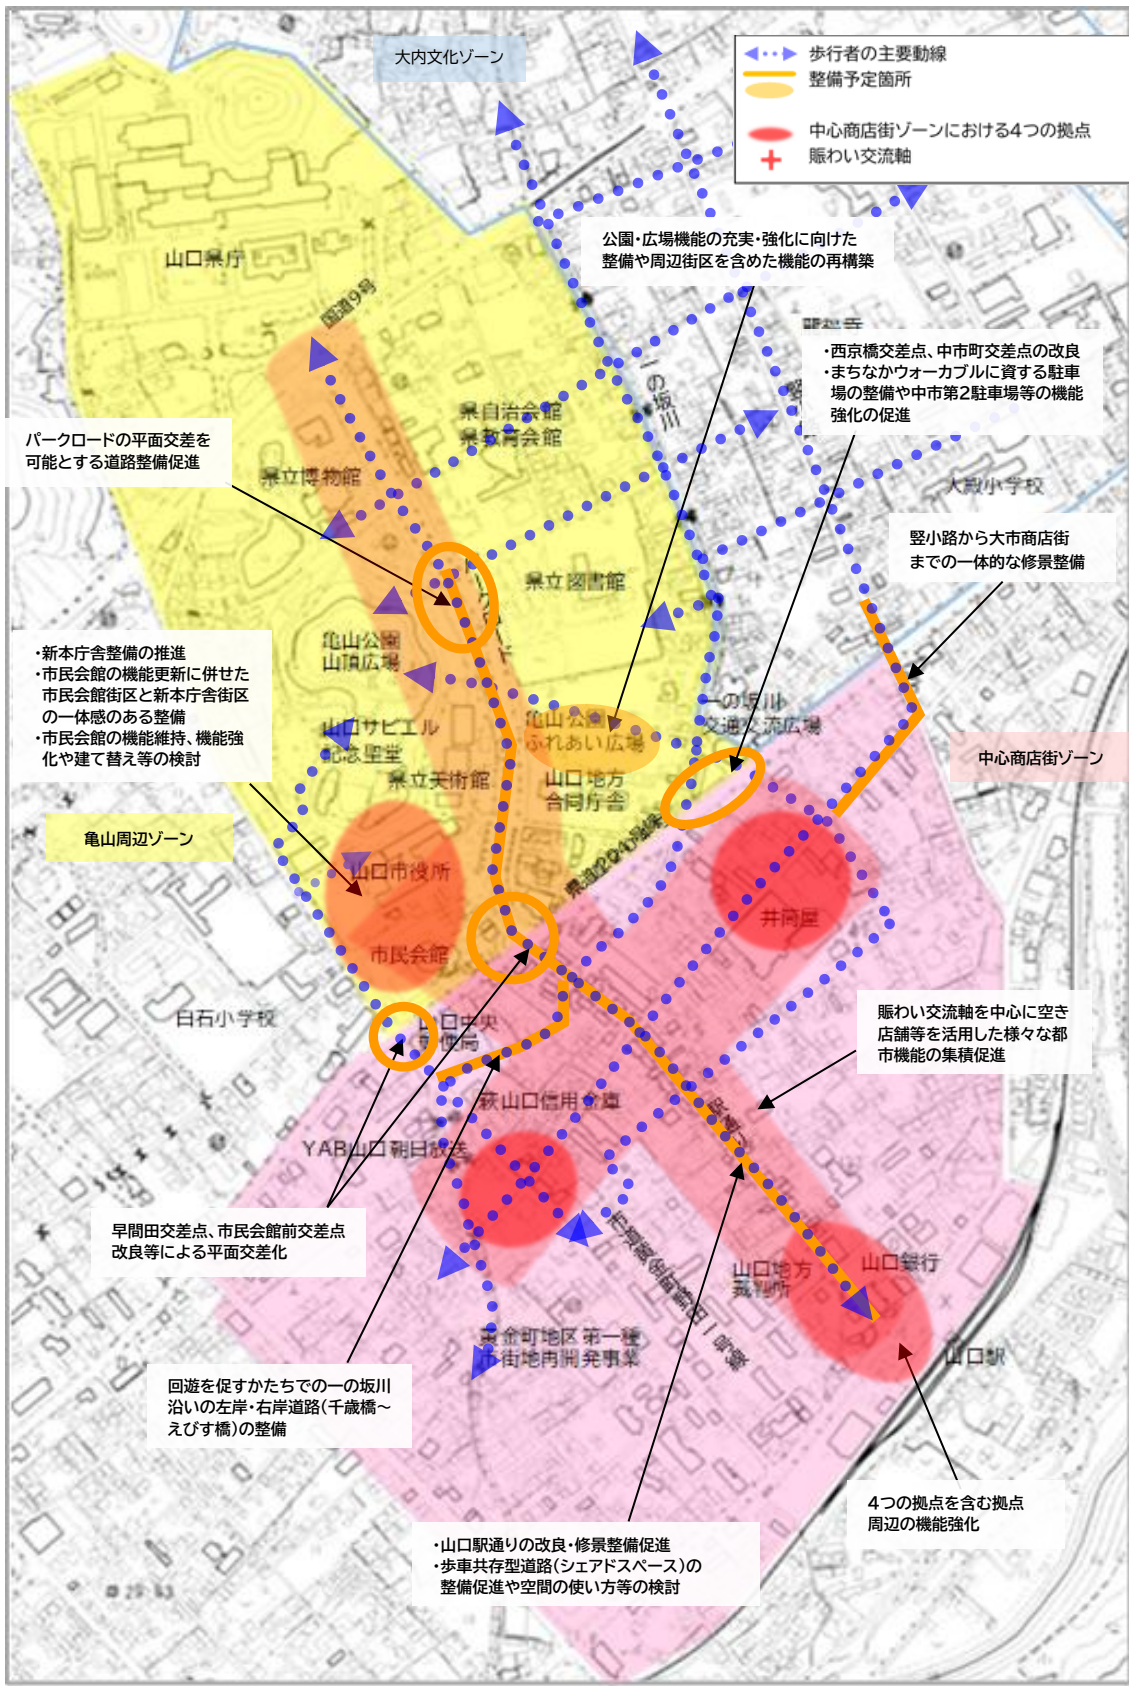 大内文化ゾーン
歩行者の主要動線
整備予定箇所
中心商店街ゾーンにおける4つの拠点
賑わい交流軸
公園・広場機能の充実・強化に向けた
整備や周辺街区を含めた機能の再構築
山口県庁
国道9号
・西京橋交差点、中市町交差点の改良
・まちなかウォーカブルに資する駐車
場の整備や中市第2駐車場等の機能
強化の促進
一の坂川
県自治会館
県教育会館
パークロードの平面交差を
可能とする道路整備促進
県立博物館
大殿小学校
竪小路から大市商店街
までの一体的な修景整備
県立図書館
・新本庁舎整備の推進
・市民会館の機能更新に併せた
市民会館街区と新本庁舎街区
の一体感のある整備
・市民会館の機能維持、機能強
化や建て替え等の検討
亀山公園
山頂広場
一の坂川
交通交流広場
亀山公園
ふれあい広場
山口サビエル
記念聖堂
県立美術館
山口地方
合同庁舎
中心商店街ゾーン
亀山周辺ゾーン
県道204号線
山口市役所
井筒屋
市民会館
白石小学校
山口中央
郵便局
賑わい交流軸を中心に空き
店舗等を活用した様々な都
市機能の集積促進
萩山口信用金庫
YAB山口朝日放送
早間田交差点、市民会館前交差点
改良等による平面交差化
山口地方
裁判所
山口銀行
黄金町地区第一種
市街地再開発事業
山口駅
回遊を促すかたちでの一の坂川
沿いの左岸・右岸道路(千歳橋～
えびす橋)の整備
4つの拠点を含む拠点
周辺の機能強化
・山口駅通りの改良・修景整備促進
・歩車共存型道路(シェアドスペース)の
整備促進や空間の使い方等の検討